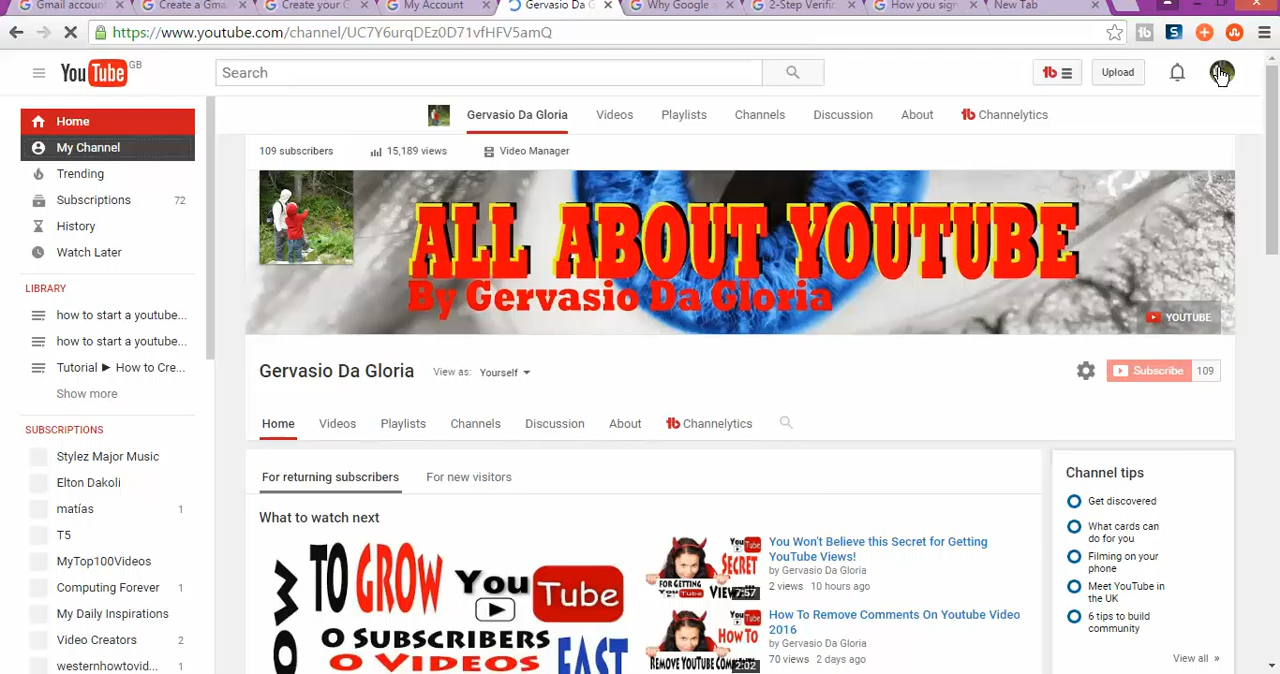 Gmail account
Create a Gma
Create your G
My Account
Gervasio Da G
Why Google a
2-Step Verific
How you sign
New Tab
https://www.youtube.com/channel/UC7Y6urqDEz0D71vfHFV5amQ
YouTube GB
Search
Upload
Home
My Channel
Trending
Subscriptions 72
History
Watch Later
LIBRARY
how to start a youtube...
how to start a youtube...
Tutorial ► How to Cre...
Show more
SUBSCRIPTIONS
Stylez Major Music
Elton Dakoli
matías 1
T5
MyTop100Videos
Computing Forever 1
My Daily Inspirations
Video Creators 2
westernhowtovid... 1
Gervasio Da Gloria Videos Playlists Channels Discussion About Channelytics
109 subscribers 15,189 views Video Manager
ALL ABOUT YOUTUBE
By Gervasio Da Gloria
YOUTUBE
Gervasio Da Gloria View as: Yourself
Subscribe 109
Home Videos Playlists Channels Discussion About Channelytics
For returning subscribers For new visitors
What to watch next
HOW
TO GROW YouTube
0 SUBSCRIBERS
0 VIDEOS FAST
YouTube
SECRET
FOR GETTING
7:57
You Won't Believe this Secret for Getting
YouTube Views!
by Gervasio Da Gloria
2 views 10 hours ago
HOW TO
2:02
How To Remove Comments On Youtube Video
2016
by Gervasio Da Gloria
70 views 2 days ago
Channel tips
Get discovered
What cards can
do for you
Filming on your
phone
Meet YouTube in
the UK
6 tips to build
community
View all »